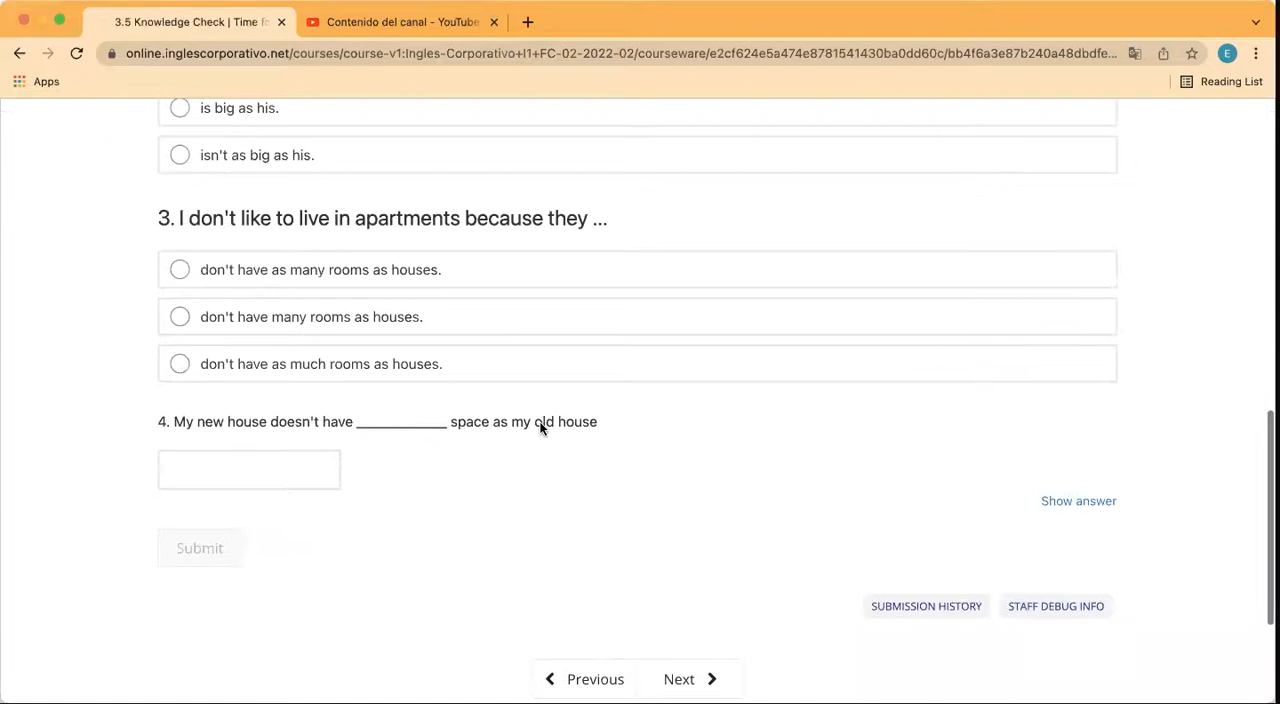 3.5 Knowledge Check | Time f
Contenido del canal - YouTube
online.inglescorporativo.net/courses/course-v1:Ingles-Corporativo+I1+FC-02-2022-02/courseware/e2cf624e5a474e8781541430ba0dd60c/bb4f6a3e87b240a48dbdfe...
E
Apps
Reading List
is big as his.
isn't as big as his.
3. I don't like to live in apartments because they ...
don't have as many rooms as houses.
don't have many rooms as houses.
don't have as much rooms as houses.
4. My new house doesn't have ____________ space as my old house
Show answer
Submit
SUBMISSION HISTORY
STAFF DEBUG INFO
Previous
Next